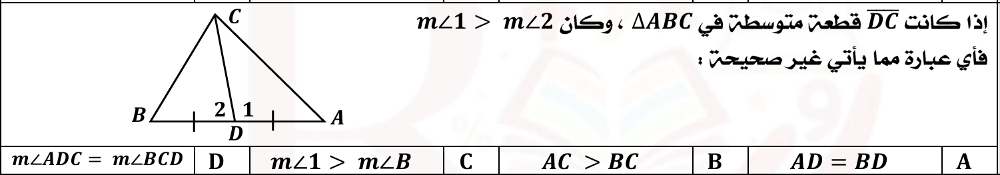 إذا كانت DC قطعة متوسطة في ΔABC ، وكان m∠1 > m∠2
فأي عبارة مما يأتي غير صحيحة :
C
B
2 1
A
D
A AD = BD B AC > BC C m∠1 > m∠B D m∠ADC = m∠BCD